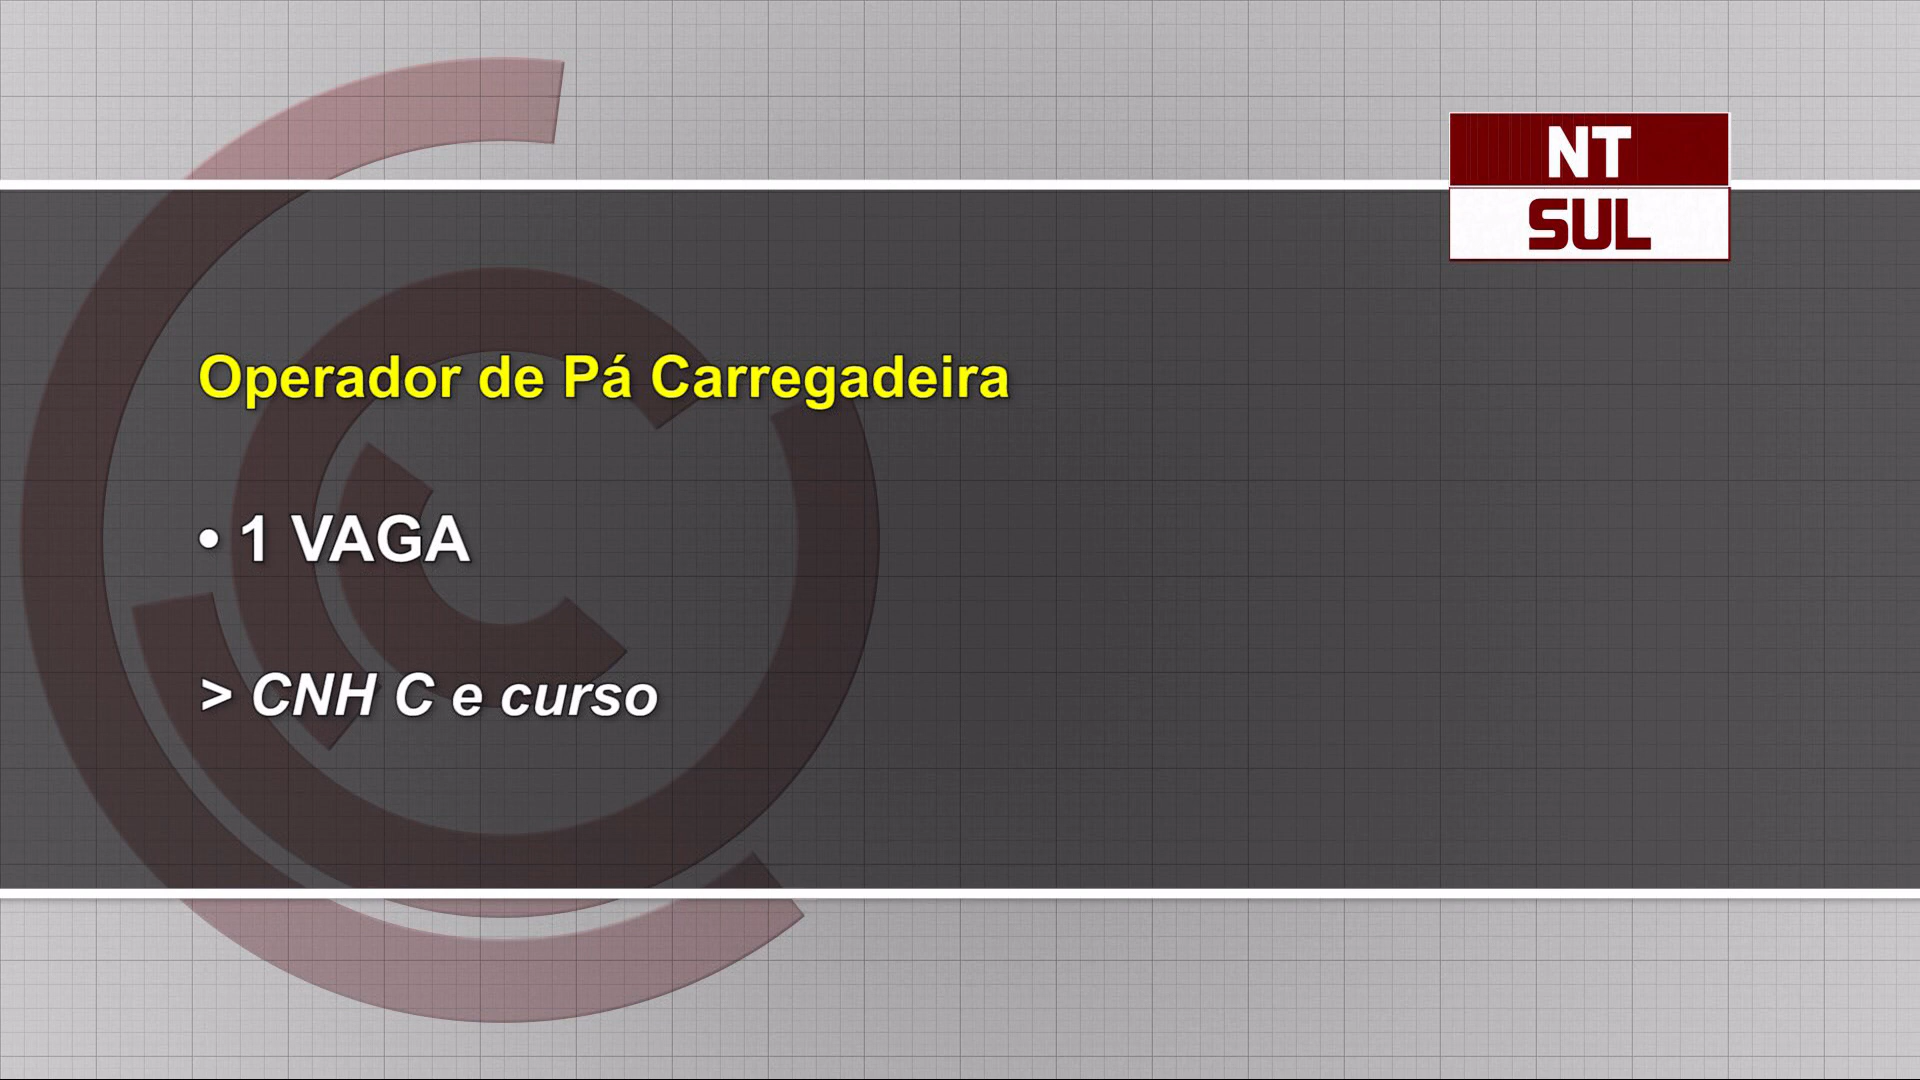 NT
SUL
Operador de Pá Carregadeira
• 1 VAGA
> CNH C e curso